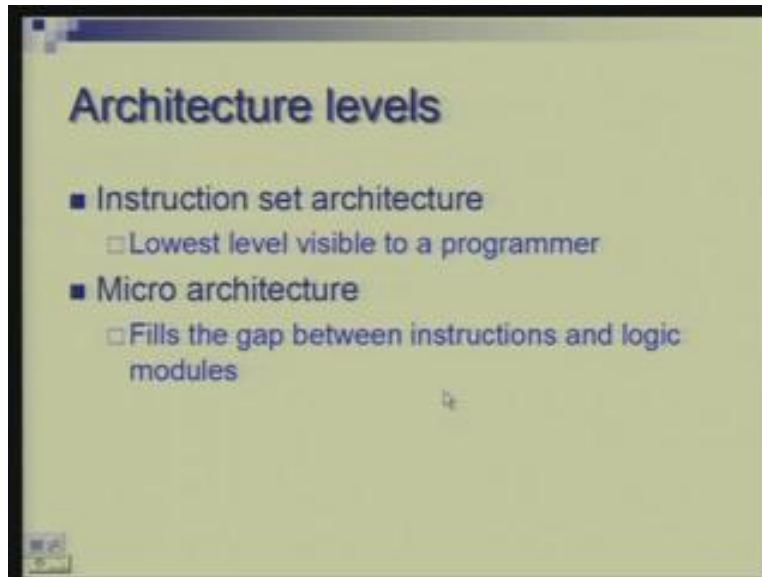 Architecture levels
Instruction set architecture
Lowest level visible to a programmer
Micro architecture
Fills the gap between instructions and logic
modules